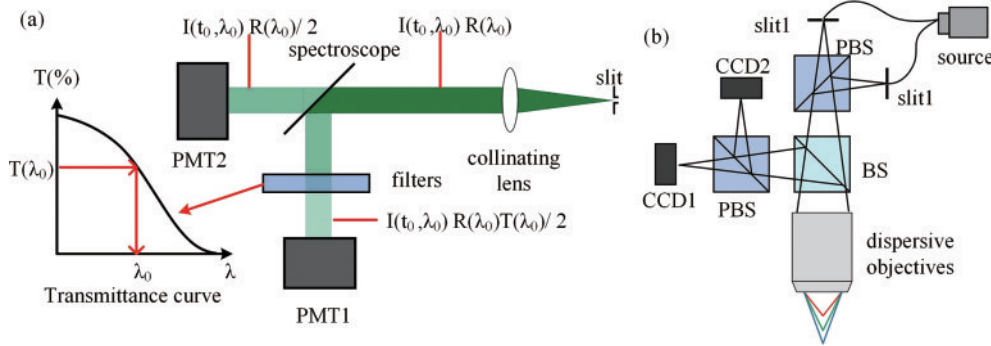 (a)
I(t₀,λ₀) R(λ₀)/ 2
I(t₀,λ₀) R(λ₀)
spectroscope
T(%)
slit
T(λ₀)
PMT2
filters
collinating
lens
I(t₀,λ₀) R(λ₀)T(λ₀)/ 2
λ₀
λ
Transmittance curve
PMT1
(b)
slit1
PBS
source
CCD2
slit1
CCD1
PBS
BS
dispersive
objectives